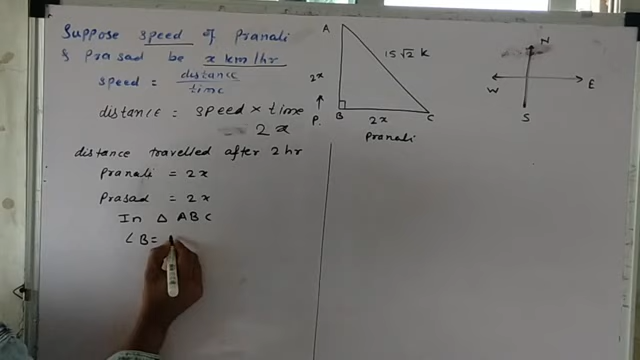 Suppose speed of Pranali
& Prasad be x km/hr
speed = distance
time
distance = speed × time
= 2x
distance travelled after 2 hr
Pranali = 2x
Prasad = 2x
In △ ABC
∠B=
A
15√2 k
2x
P.
B
2x
C
Pranali
N
W
E
S